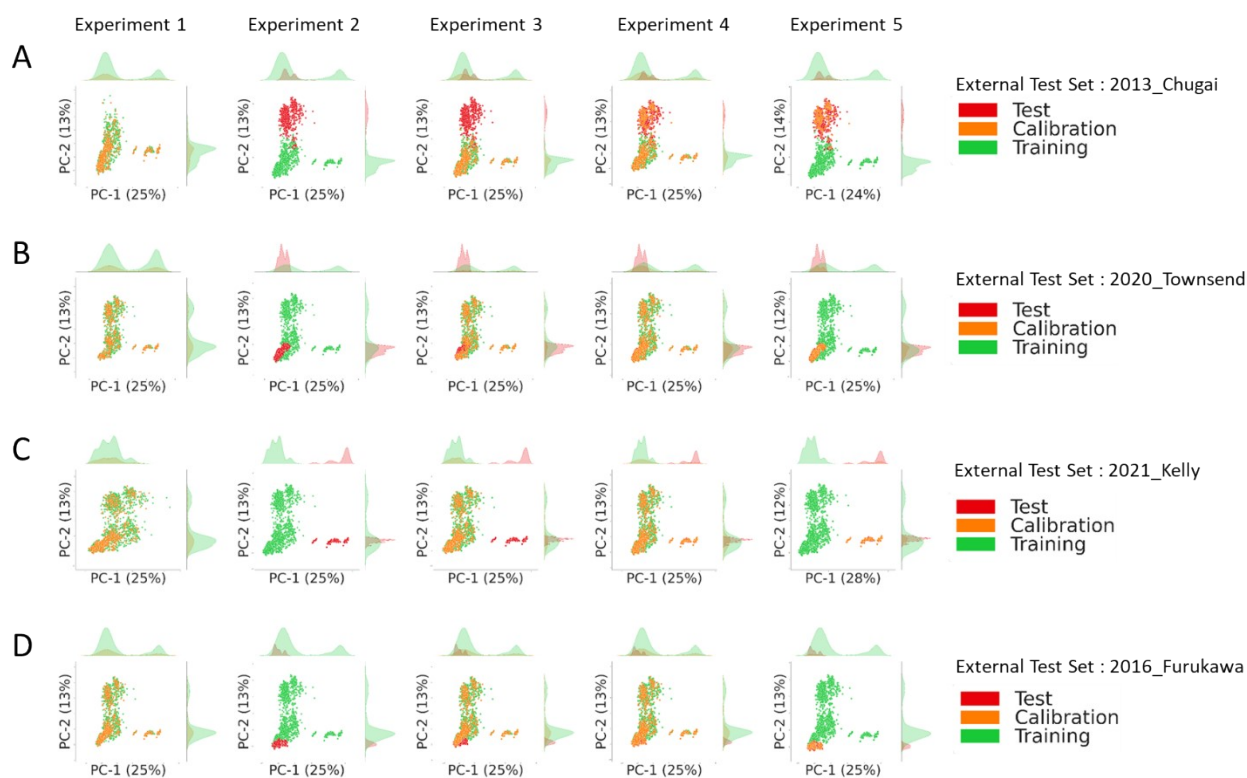 Experiment 1 Experiment 2 Experiment 3 Experiment 4 Experiment 5
A
PC-2 (13%) PC-2 (13%) PC-2 (13%) PC-2 (13%) PC-2 (14%)
PC-1 (25%) PC-1 (25%) PC-1 (25%) PC-1 (25%) PC-1 (24%)
External Test Set : 2013_Chugai
Test
Calibration
Training
B
PC-2 (13%) PC-2 (13%) PC-2 (13%) PC-2 (13%) PC-2 (12%)
PC-1 (25%) PC-1 (25%) PC-1 (25%) PC-1 (25%) PC-1 (24%)
External Test Set : 2020_Townsend
Test
Calibration
Training
C
PC-2 (13%) PC-2 (13%) PC-2 (13%) PC-2 (13%) PC-2 (12%)
PC-1 (25%) PC-1 (25%) PC-1 (25%) PC-1 (25%) PC-1 (28%)
External Test Set : 2021_Kelly
Test
Calibration
Training
D
PC-2 (13%) PC-2 (13%) PC-2 (13%) PC-2 (13%) PC-2 (13%)
PC-1 (25%) PC-1 (25%) PC-1 (25%) PC-1 (25%) PC-1 (25%)
External Test Set : 2016_Furukawa
Test
Calibration
Training